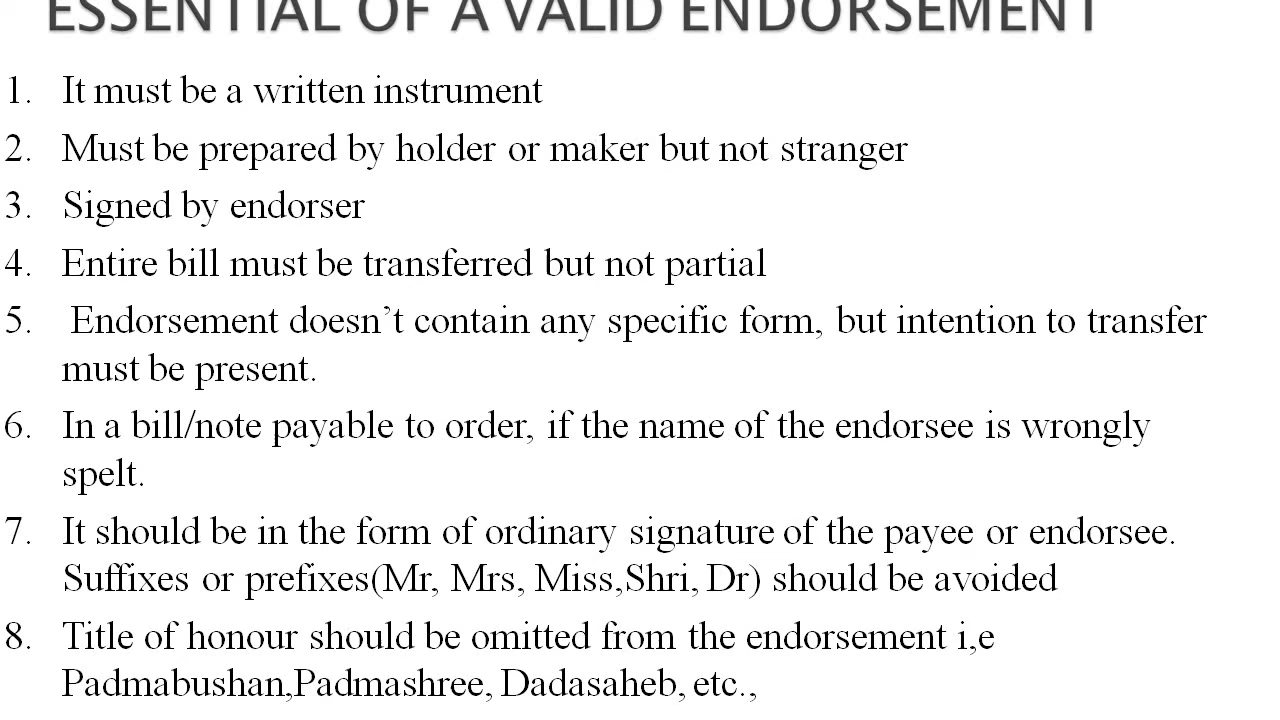 ESSENTIAL OF A VALID ENDORSEMENT
1. It must be a written instrument
2. Must be prepared by holder or maker but not stranger
3. Signed by endorser
4. Entire bill must be transferred but not partial
5. Endorsement doesn’t contain any specific form, but intention to transfer
must be present.
6. In a bill/note payable to order, if the name of the endorsee is wrongly
spelt.
7. It should be in the form of ordinary signature of the payee or endorsee.
Suffixes or prefixes(Mr, Mrs, Miss,Shri, Dr) should be avoided
8. Title of honour should be omitted from the endorsement i,e
Padmabushan,Padmashree, Dadasaheb, etc.,